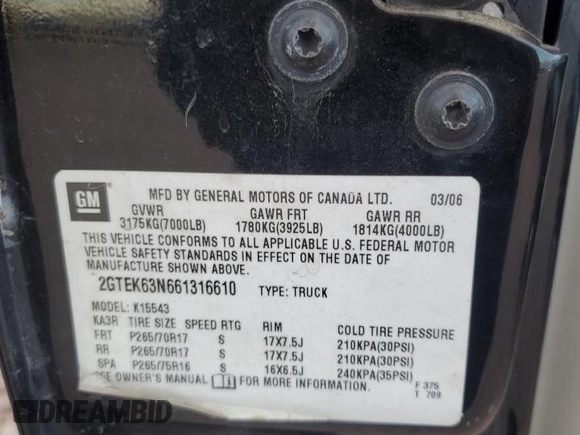 GM
MFD BY GENERAL MOTORS OF CANADA LTD. 03/06
GVWR GAWR FRT GAWR RR
3175KG(7000LB) 1780KG(3925LB) 1814KG(4000LB)
THIS VEHICLE CONFORMS TO ALL APPLICABLE U.S. FEDERAL MOTOR
VEHICLE SAFETY STANDARDS IN EFFECT ON THE DATE OF
MANUFACTURE SHOWN ABOVE.
2GTEK63N661316610 TYPE: TRUCK
MODEL: K15543
KA3R TIRE SIZE SPEED RTG RIM COLD TIRE PRESSURE
FRT P265/70R17 S 17X7.5J 210KPA(30PSI)
RR P265/70R17 S 17X7.5J 210KPA(30PSI)
SPA P265/75R16 S 16X6.5J 240KPA(35PSI)
SEE OWNER'S MANUAL FOR MORE INFORMATION. F 375
T 709
DREAMBID